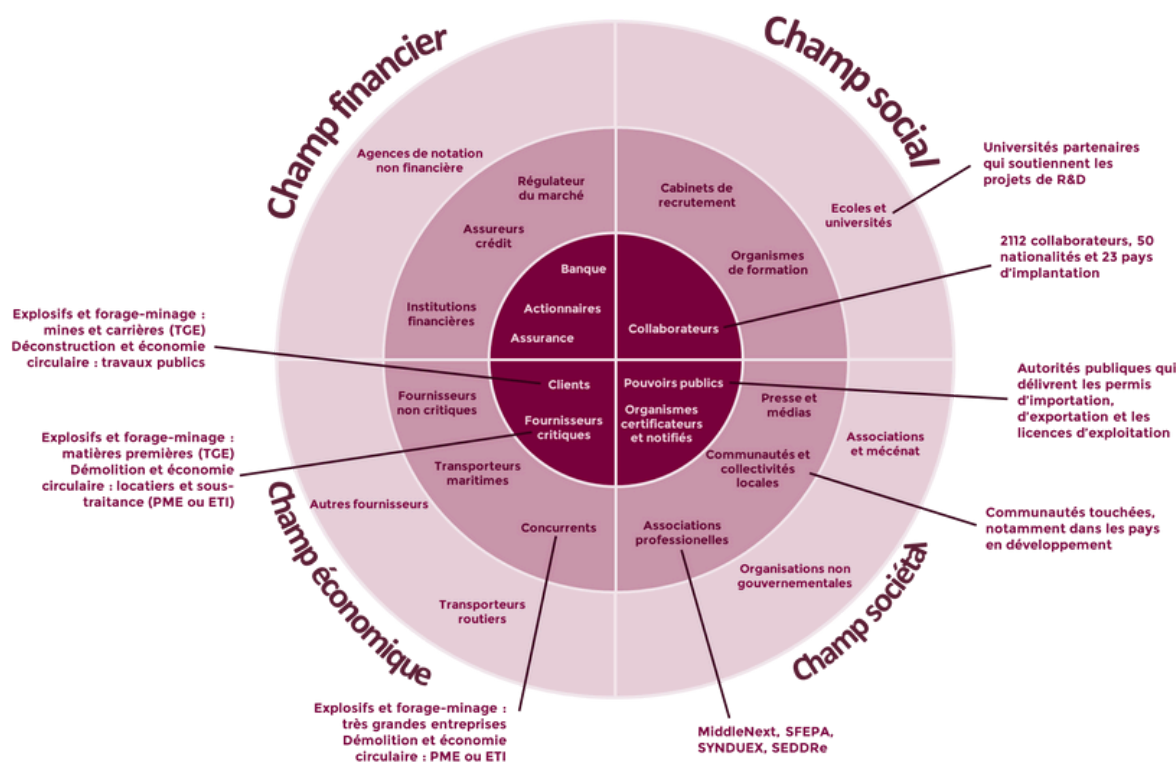 Champ financier
Champ social
Agences de notation
non financière
Régulateur
du marché
Assureurs
crédit
Institutions
financières
Banque
Actionnaires
Assurance
Cabinets de
recrutement
Organismes
de formation
Ecoles et
universités
Collaborateurs
Universités partenaires
qui soutiennent les
projets de R&D
2112 collaborateurs, 50
nationalités et 23 pays
d'implantation
Explosifs et forage-minage :
mines et carrières (TGE)
Déconstruction et économie
circulaire : travaux publics
Explosifs et forage-minage :
matières premières (TGE)
Démolition et économie
circulaire : locatiers et sous-
traitance (PME ou ETI)
Clients
Fournisseurs
critiques
Fournisseurs
non critiques
Transporteurs
maritimes
Concurrents
Autres fournisseurs
Transporteurs
routiers
Champ économique
Explosifs et forage-minage :
très grandes entreprises
Démolition et économie
circulaire : PME ou ETI
Pouvoirs publics
Organismes
certificateurs
et notifiés
Presse et
médias
Communautés et
collectivités
locales
Associations
professionnelles
Associations
et mécénat
Organisations non
gouvernementales
Champ sociétal
Autorités publiques qui
délivrent les permis
d'importation,
d'exportation et les
licences d'exploitation
Communautés touchées,
notamment dans les pays
en développement
MiddleNext, SFEPA,
SYNDUEX, SEDDRe